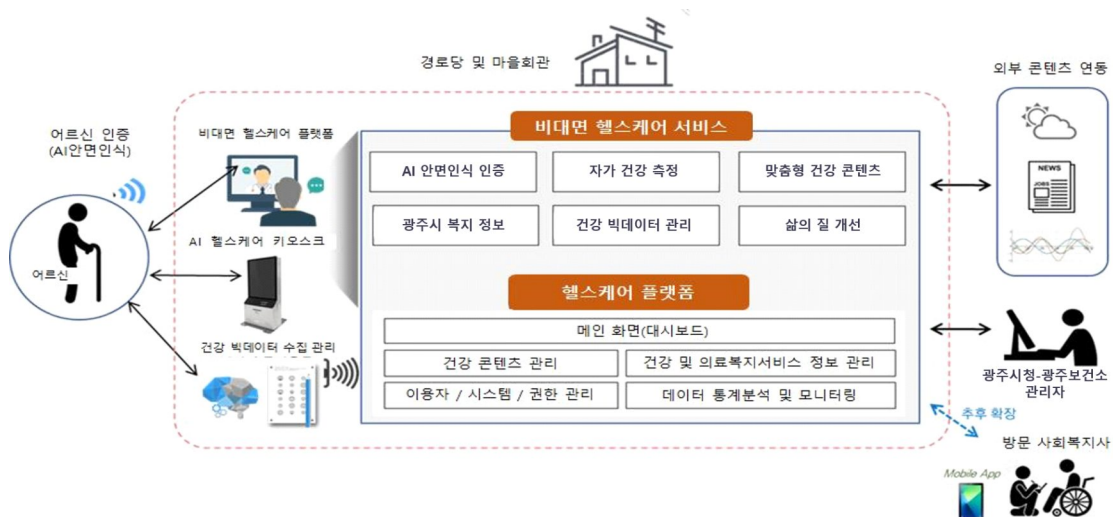 경로당 및 마을회관
외부 콘텐츠 연동
어르신 인증
(AI안면인식)
어르신
비대면 헬스케어 플랫폼
AI 헬스케어 키오스크
건강 빅데이터 수집 관리
비대면 헬스케어 서비스
AI 안면인식 인증
자가 건강 측정
맞춤형 건강 콘텐츠
광주시 복지 정보
건강 빅데이터 관리
삶의 질 개선
헬스케어 플랫폼
메인 화면(대시보드)
건강 콘텐츠 관리
건강 및 의료복지서비스 정보 관리
이용자 / 시스템 / 권한 관리
데이터 통계분석 및 모니터링
NEWS
JOBS
광주시청-광주보건소
관리자
추후 확장
방문 사회복지사
Mobile App